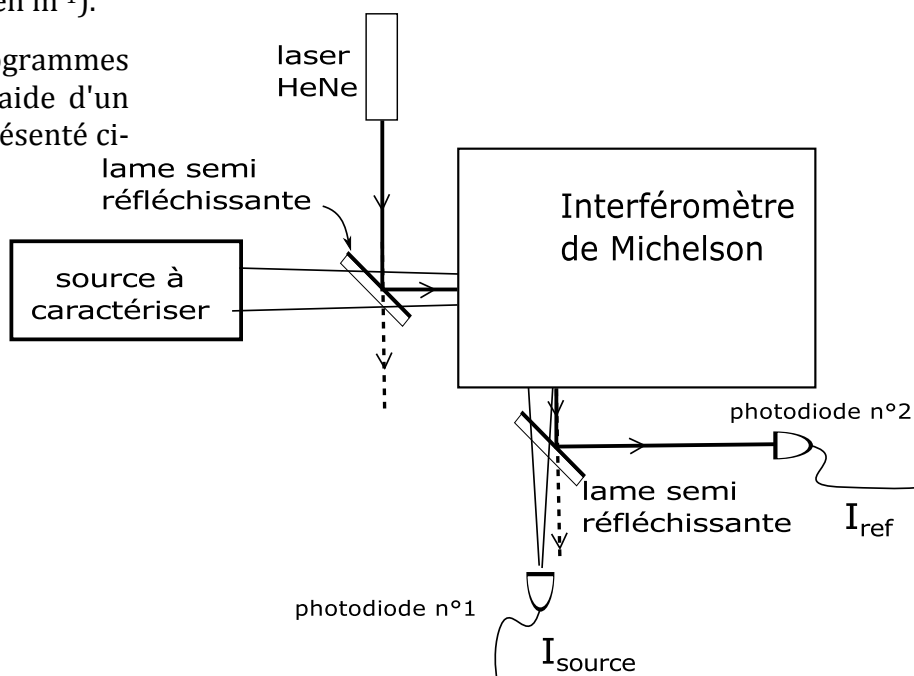 en m⁻¹).
ogrammes
aide d'un
ésenté ci-
laser
HeNe
lame semi
réfléchissante
Interféromètre
de Michelson
source à
caractériser
photodiode n°2
lame semi
réfléchissante
I_ref
photodiode n°1
I_source